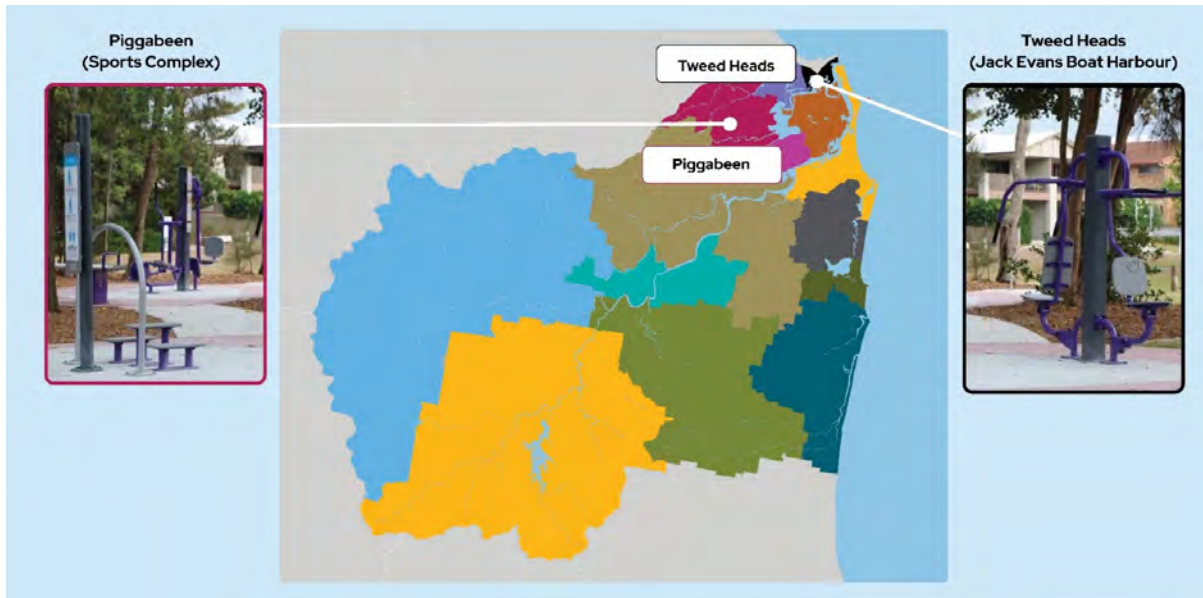 Piggabeen
(Sports Complex)
Tweed Heads
Piggabeen
Tweed Heads
(Jack Evans Boat Harbour)